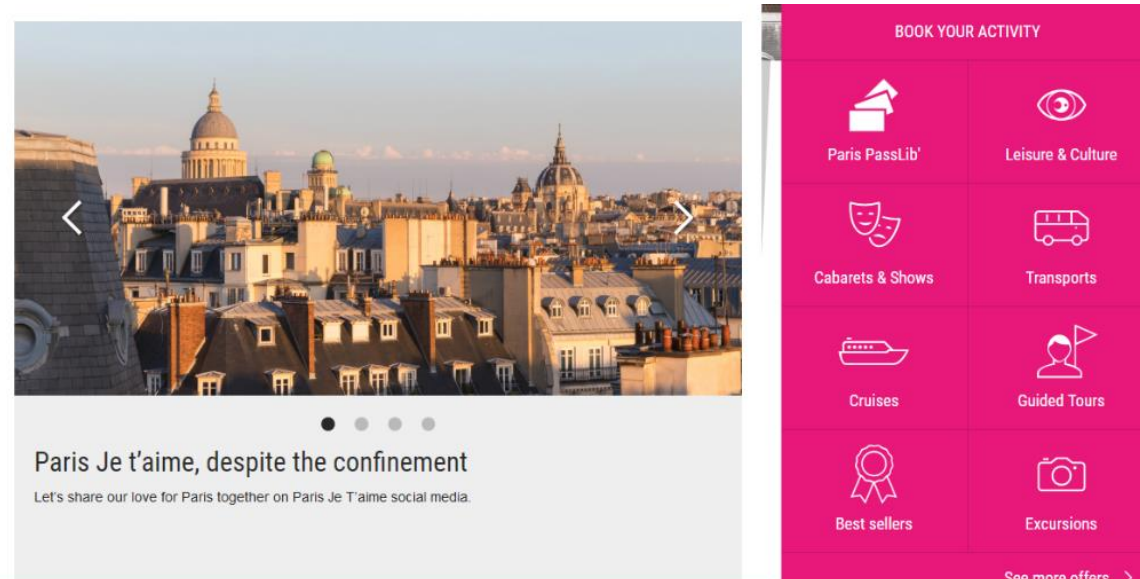 Paris Je t'aime, despite the confinement
Let's share our love for Paris together on Paris Je T'aime social media.
BOOK YOUR ACTIVITY
Paris PassLib'
Leisure & Culture
Cabarets & Shows
Transports
Cruises
Guided Tours
Best sellers
Excursions
See more offers